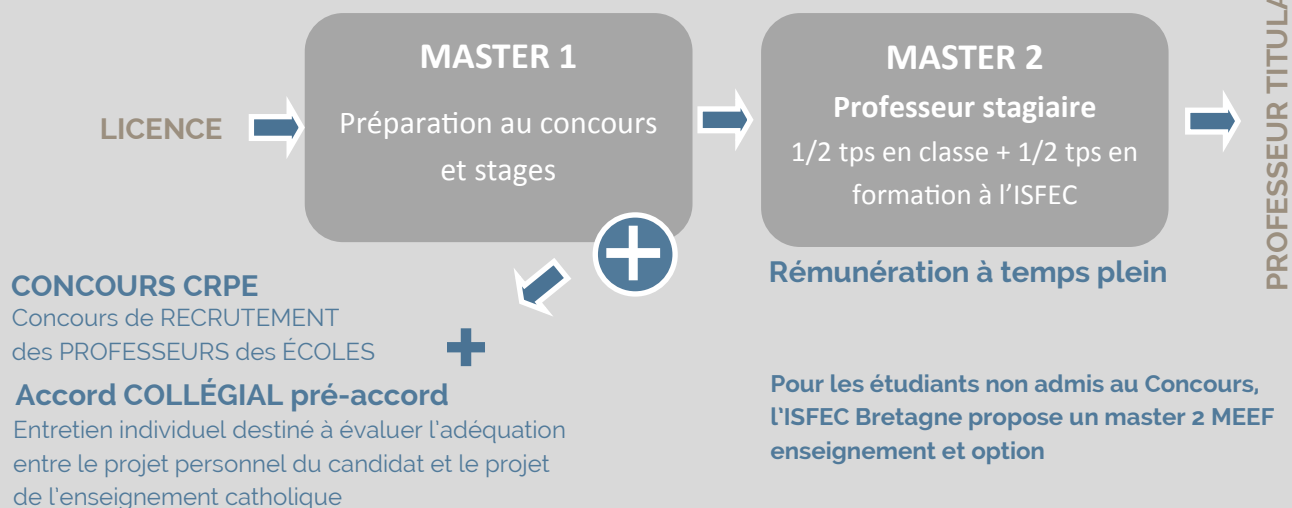 LICENCE
MASTER 1
Préparation au concours
et stages
MASTER 2
Professeur stagiaire
1/2 tps en classe + 1/2 tps en
formation à l'ISFEC
Rémunération à temps plein
PROFESSEUR
CONCOURS CRPE
Concours de RECRUTEMENT
des PROFESSEURS des ÉCOLES
+
Accord COLLÉGIAL pré-accord
Entretien individuel destiné à évaluer l'adéquation
entre le projet personnel du candidat et le projet
de l'enseignement catholique
Pour les étudiants non admis au Concours,
l'ISFEC Bretagne propose un master 2 MEEF
enseignement et option